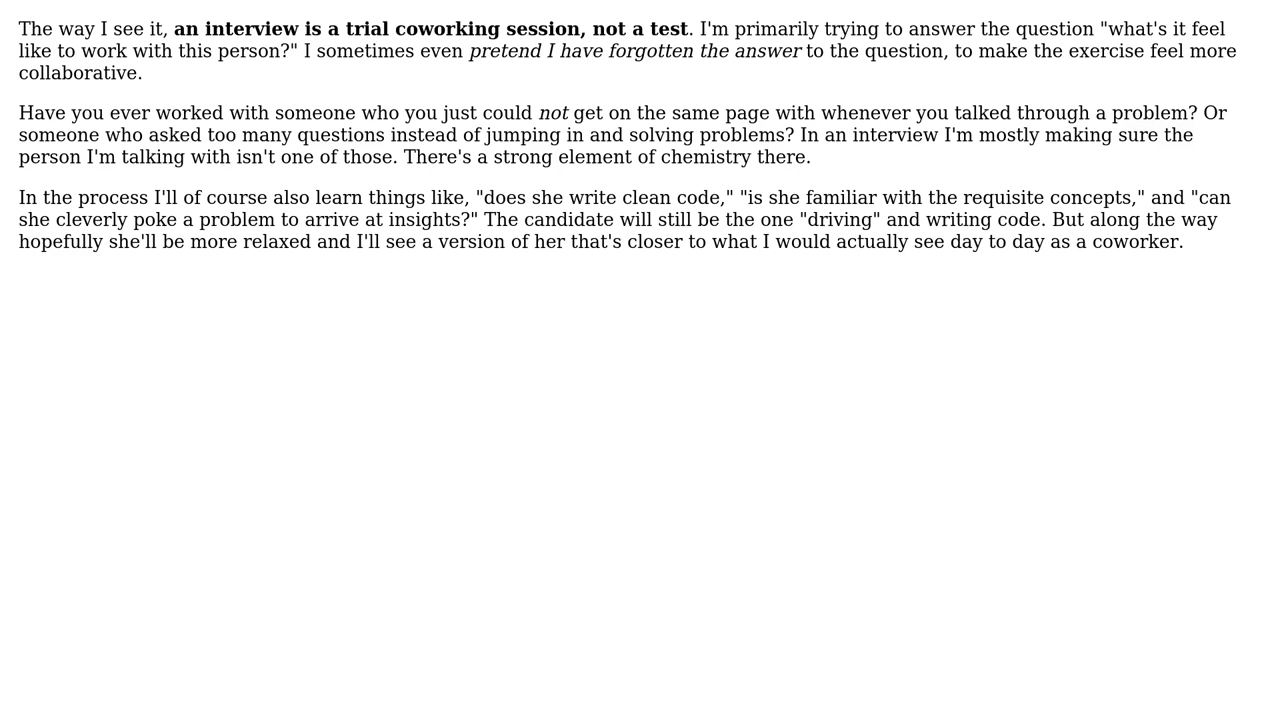 The way I see it, an interview is a trial coworking session, not a test. I'm primarily trying to answer the question "what's it feel
like to work with this person?" I sometimes even pretend I have forgotten the answer to the question, to make the exercise feel more
collaborative.
Have you ever worked with someone who you just could not get on the same page with whenever you talked through a problem? Or
someone who asked too many questions instead of jumping in and solving problems? In an interview I'm mostly making sure the
person I'm talking with isn't one of those. There's a strong element of chemistry there.
In the process I'll of course also learn things like, "does she write clean code," "is she familiar with the requisite concepts," and "can
she cleverly poke a problem to arrive at insights?" The candidate will still be the one "driving" and writing code. But along the way
hopefully she'll be more relaxed and I'll see a version of her that's closer to what I would actually see day to day as a coworker.